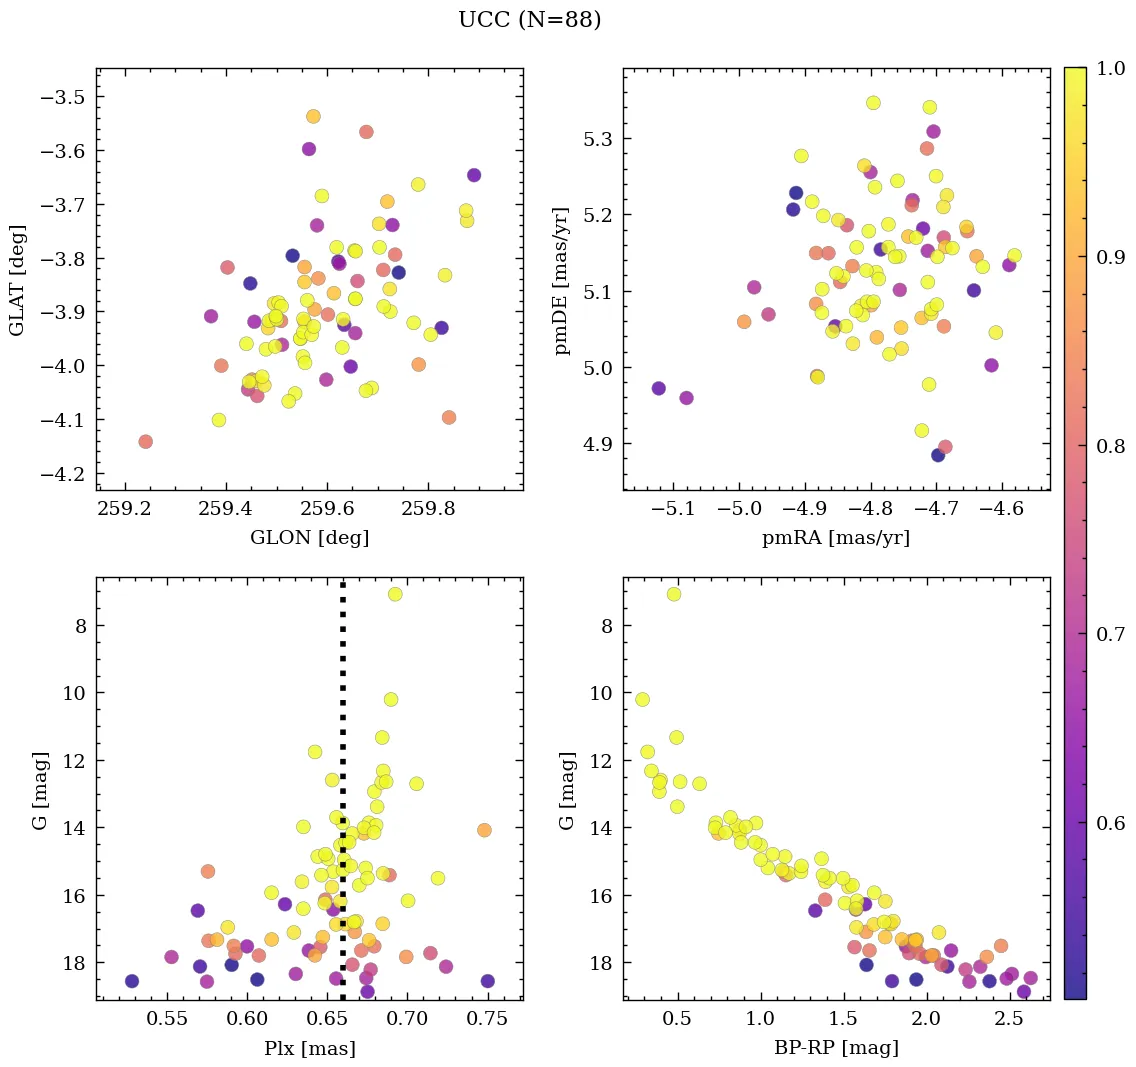 UCC (N=88)
−3.5
−3.6
−3.7
−3.8
−3.9
−4.0
−4.1
−4.2
GLAT [deg]
259.2 259.4 259.6 259.8
GLON [deg]
5.3
5.2
5.1
5.0
4.9
pmDE [mas/yr]
−5.1 −5.0 −4.9 −4.8 −4.7 −4.6
pmRA [mas/yr]
1.0
0.9
0.8
0.7
0.6
8
10
12
14
16
18
G [mag]
0.55 0.60 0.65 0.70 0.75
Plx [mas]
8
10
12
14
16
18
G [mag]
0.5 1.0 1.5 2.0 2.5
BP-RP [mag]